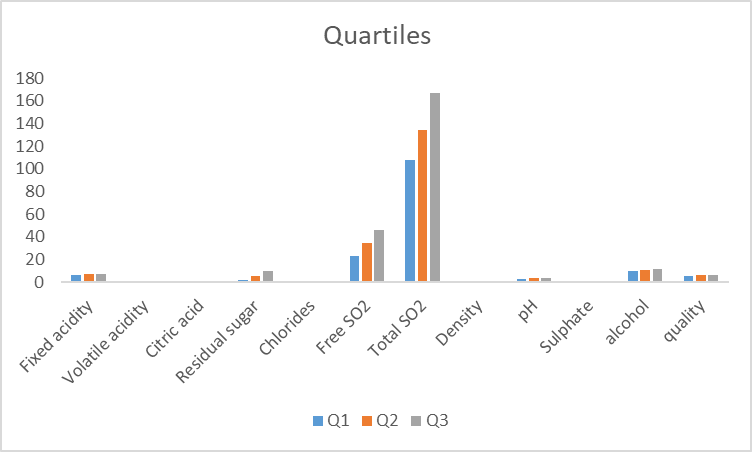 Quartiles
180
160
140
120
100
80
60
40
20
0
Fixed acidity
Volatile acidity
Citric acid
Residual sugar
Chlorides
Free SO2
Total SO2
Density
pH
Sulphate
alcohol
quality
Q1 Q2 Q3